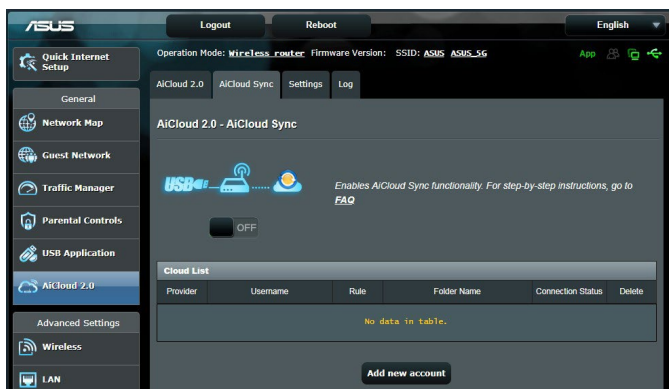 ASUS
Logout
Reboot
English
Quick Internet
Setup
Operation Mode: Wireless router Firmware Version: SSID: ASUS ASUS_5G
App
AiCloud 2.0
AiCloud Sync
Settings
Log
General
Network Map
Guest Network
Traffic Manager
Parental Controls
USB Application
AiCloud 2.0
Advanced Settings
Wireless
LAN
AiCloud 2.0 - AiCloud Sync
USB
Enables AiCloud Sync functionality. For step-by-step instructions, go to
FAQ
OFF
Cloud List
Provider Username Rule Folder Name Connection Status Delete
No data in table.
Add new account